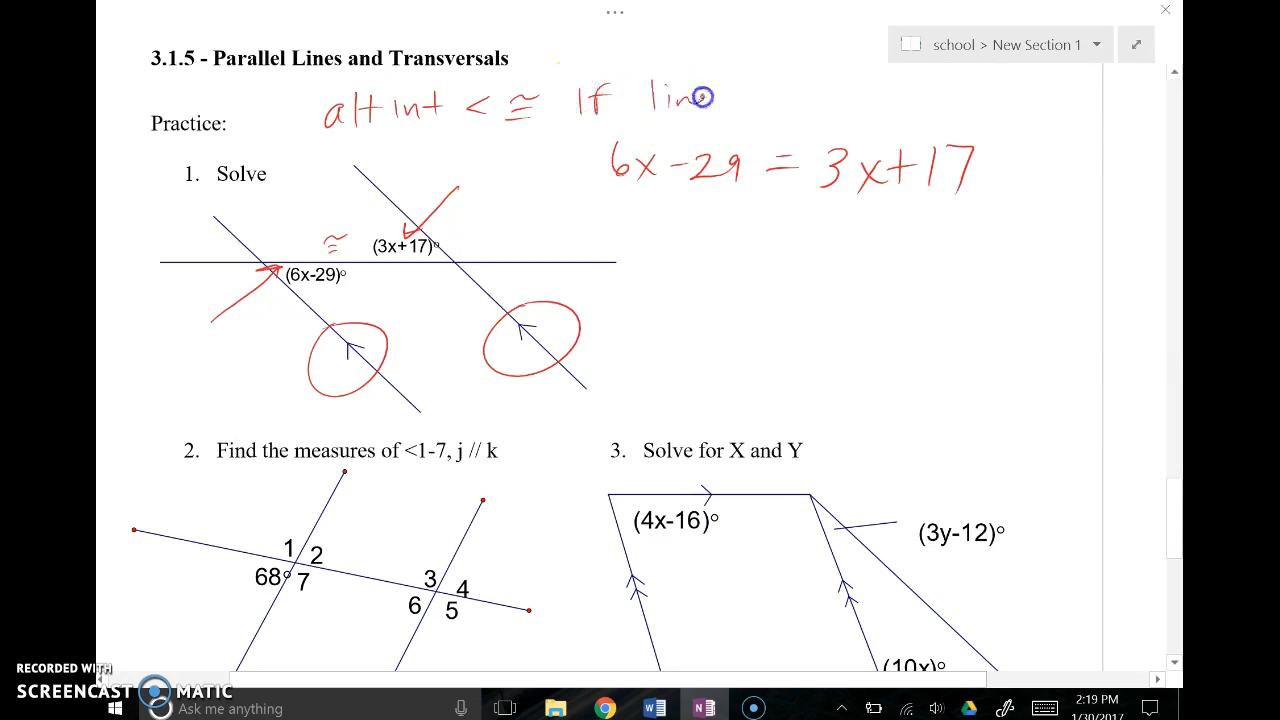 ...
school > New Section 1
3.1.5 - Parallel Lines and Transversals
alt int < ≅ If line
Practice:
6x - 29 = 3x + 17
1. Solve
≅
(3x+17)°
(6x-29)°
2. Find the measures of <1-7, j // k
3. Solve for X and Y
(4x-16)°
(3y-12)°
1 2
68° 7
3 4
6 5
(10x)°
RECORDED WITH
SCREENCAST MATIC
Ask me anything
2:19 PM
1/30/2017